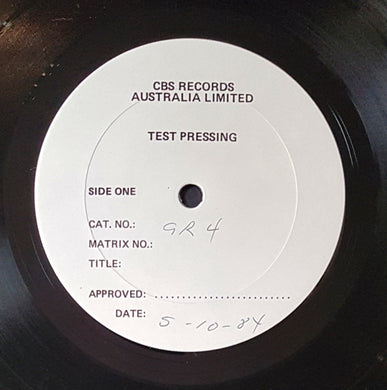 CBS RECORDS
AUSTRALIA LIMITED
TEST PRESSING
SIDE ONE
CAT. NO.: GR 4
MATRIX NO.:
TITLE:
APPROVED: ........................
DATE: 5-10-84